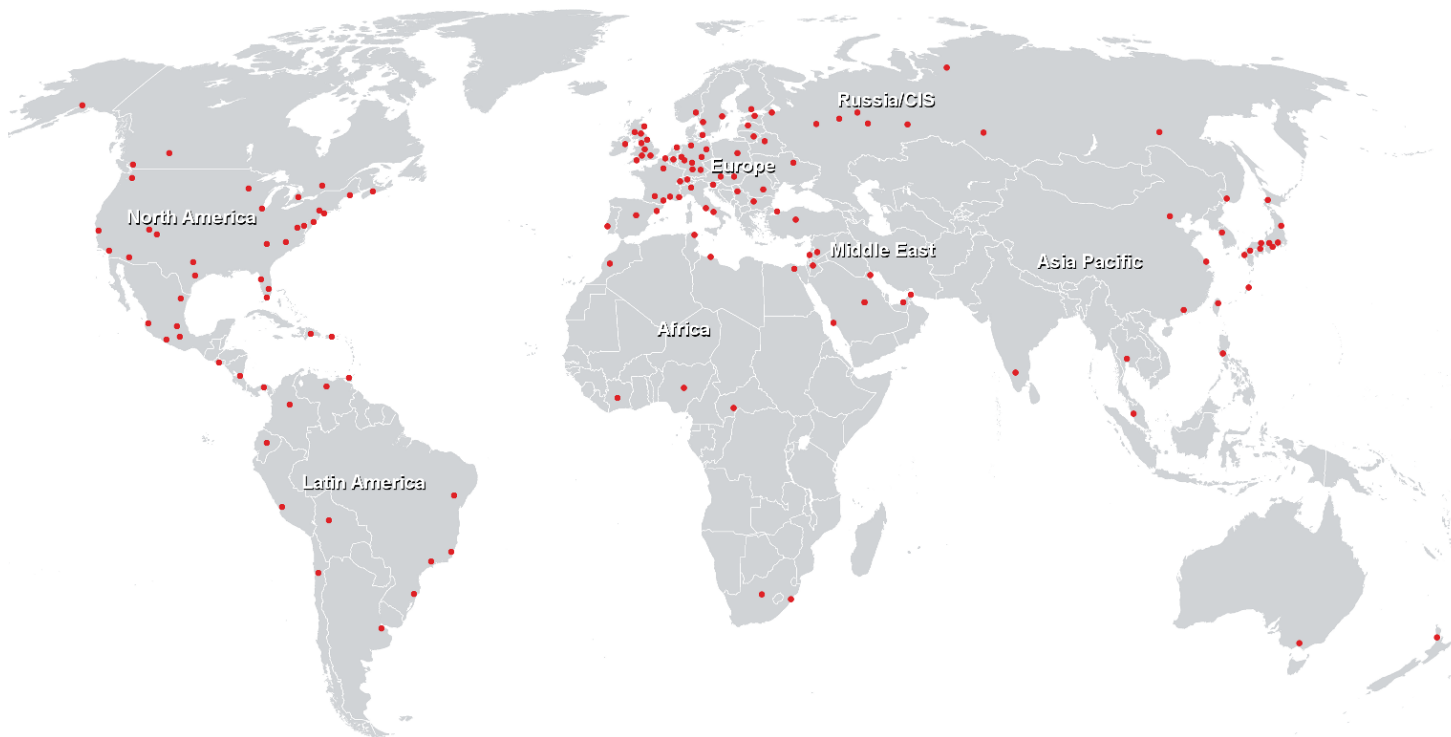 Russia/CIS
Europe
North America
Middle East
Asia Pacific
Africa
Latin America